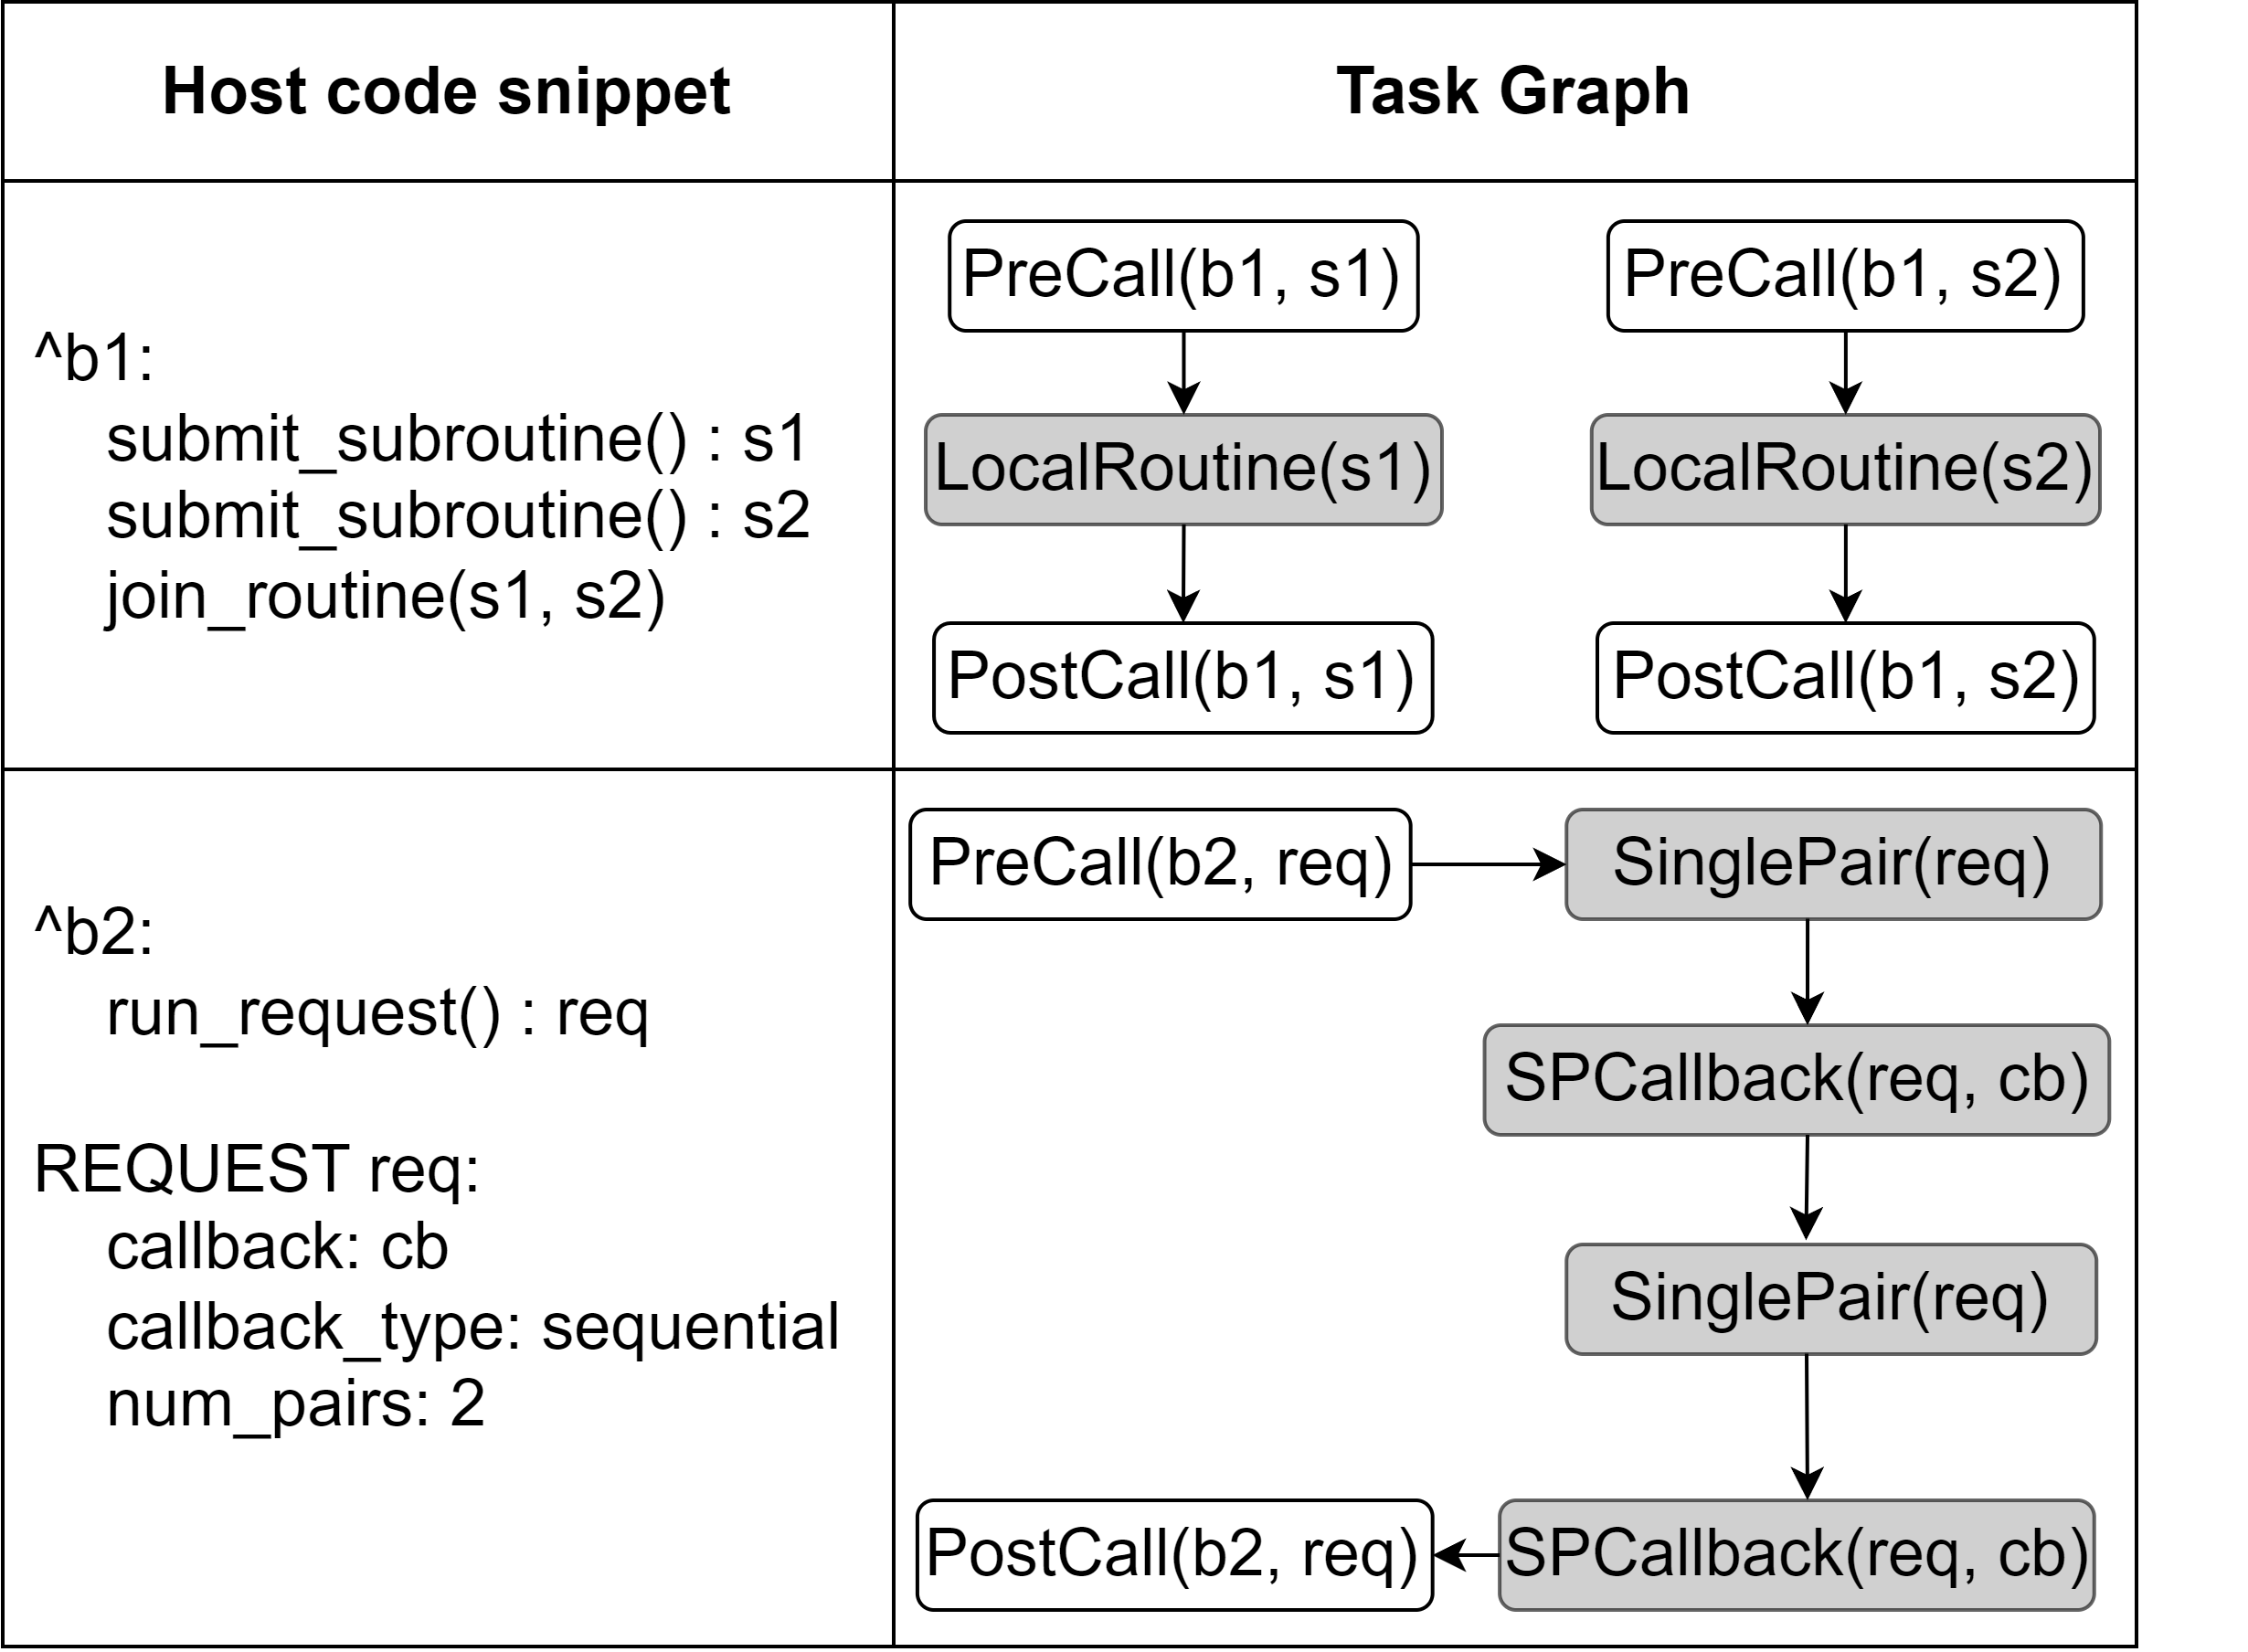 Host code snippet
Task Graph
^b1:
submit_subroutine() : s1
submit_subroutine() : s2
join_routine(s1, s2)
PreCall(b1, s1)
PreCall(b1, s2)
LocalRoutine(s1)
LocalRoutine(s2)
PostCall(b1, s1)
PostCall(b1, s2)
^b2:
run_request() : req
REQUEST req:
callback: cb
callback_type: sequential
num_pairs: 2
PreCall(b2, req)
SinglePair(req)
SPCallback(req, cb)
SinglePair(req)
PostCall(b2, req)
SPCallback(req, cb)